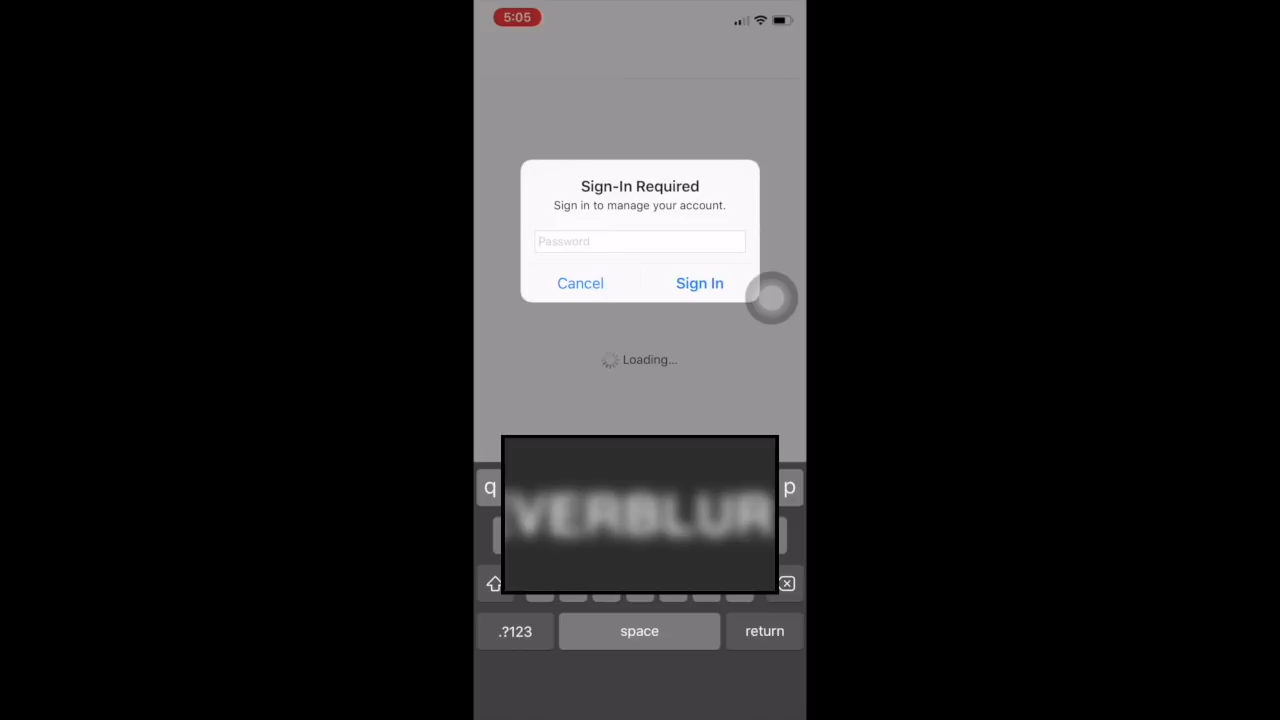 5:05
Sign-In Required
Sign in to manage your account.
Password
Cancel
Sign In
Loading...
VERBLUR
q
p
.?123
space
return